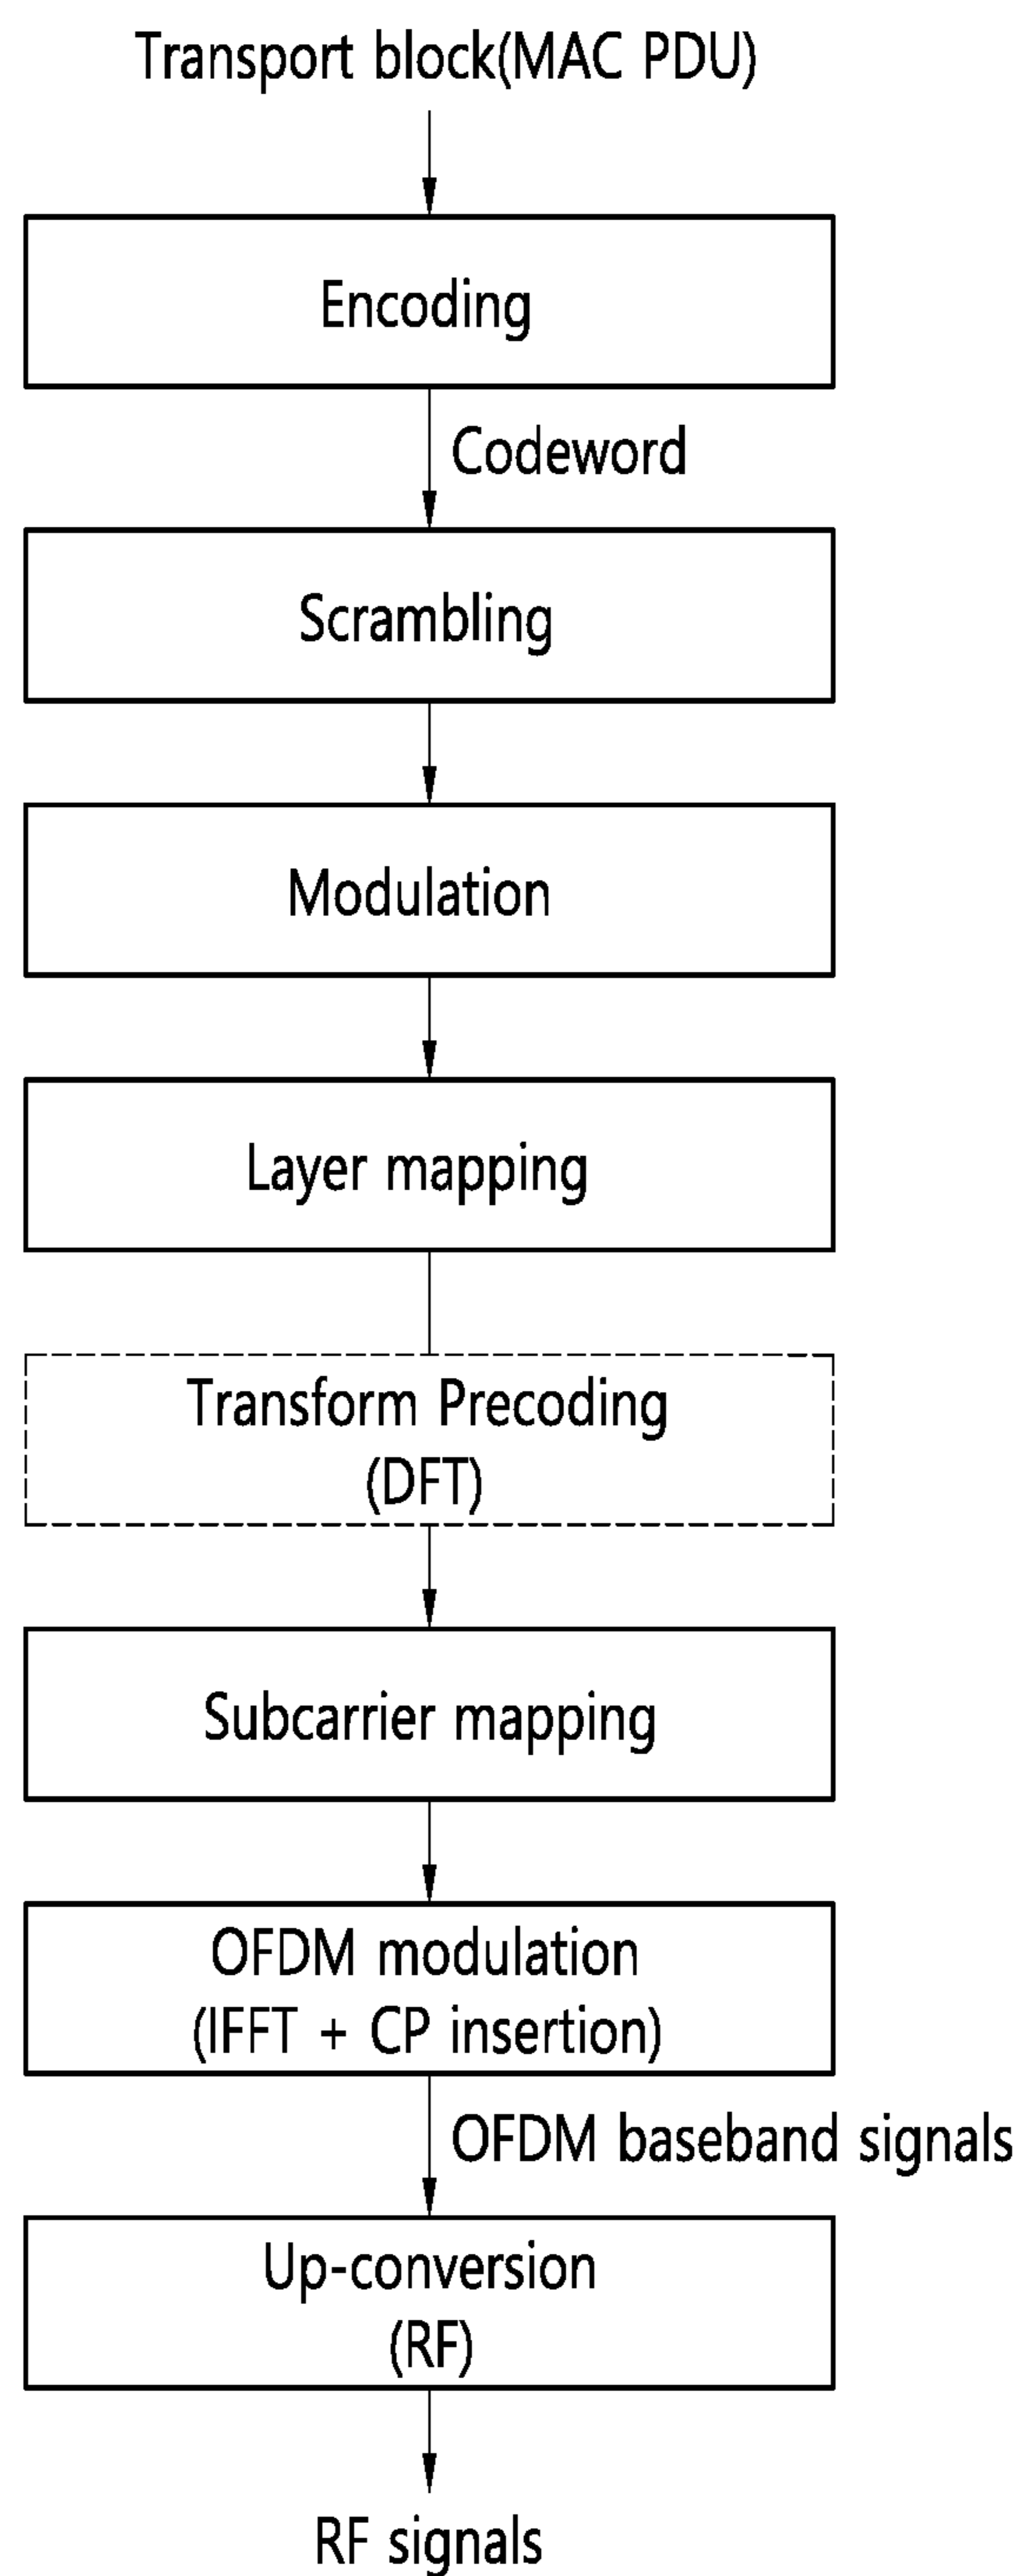 Transport block(MAC PDU)
Encoding
Codeword
Scrambling
Modulation
Layer mapping
Transform Precoding
(DFT)
Subcarrier mapping
OFDM modulation
(IFFT + CP insertion)
OFDM baseband signals
Up-conversion
(RF)
RF signals